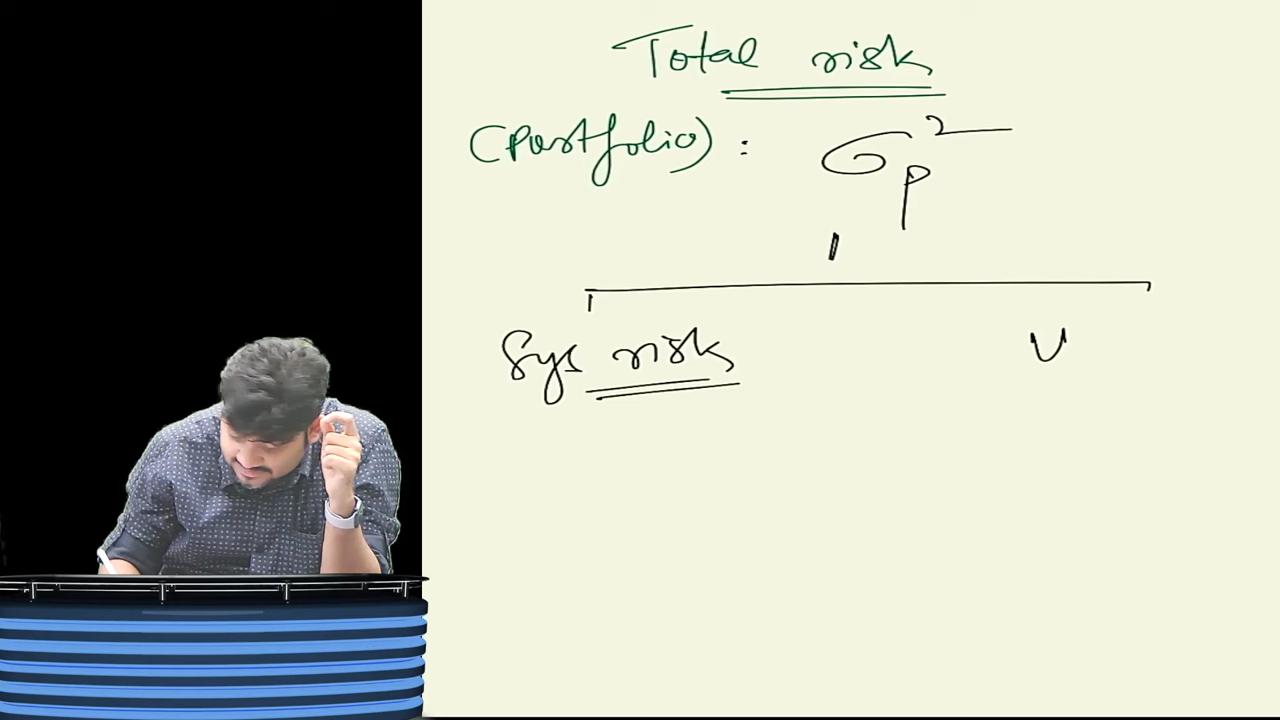 Total risk
(Portfolio) : σp²
Sys risk U